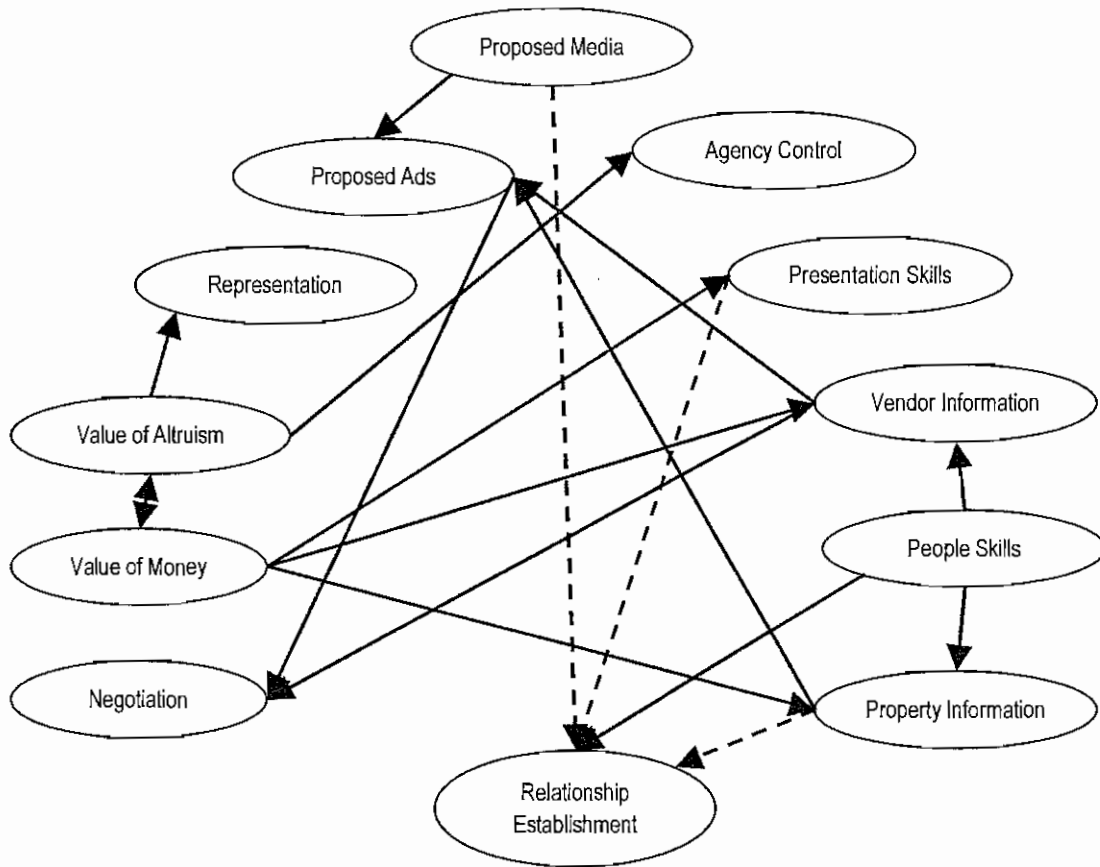 Proposed Media
Agency Control
Proposed Ads
Presentation Skills
Representation
Vendor Information
Value of Altruism
People Skills
Value of Money
Negotiation
Property Information
Relationship
Establishment